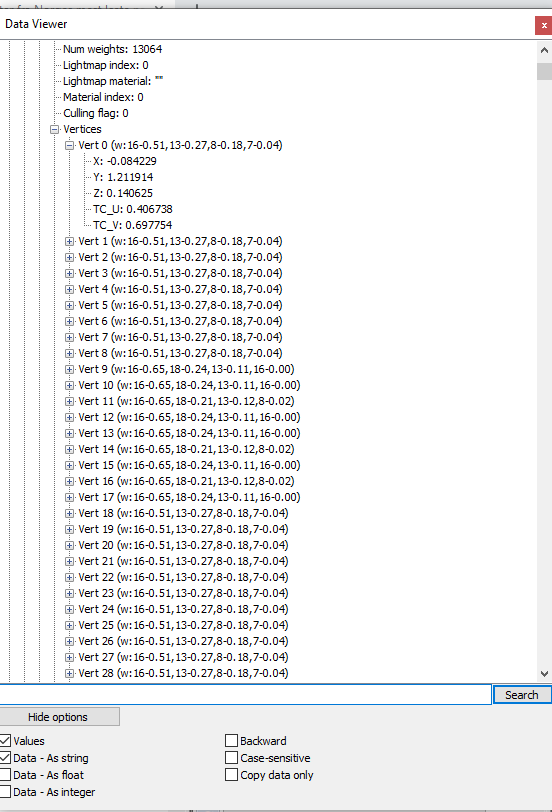 Data Viewer
Num weights: 13064
Lightmap index: 0
Lightmap material: ""
Material index: 0
Culling flag: 0
Vertices
Vert 0 (w:16-0.51,13-0.27,8-0.18,7-0.04)
X: -0.084229
Y: 1.211914
Z: 0.140625
TC_U: 0.406738
TC_V: 0.697754
Vert 1 (w:16-0.51,13-0.27,8-0.18,7-0.04)
Vert 2 (w:16-0.51,13-0.27,8-0.18,7-0.04)
Vert 3 (w:16-0.51,13-0.27,8-0.18,7-0.04)
Vert 4 (w:16-0.51,13-0.27,8-0.18,7-0.04)
Vert 5 (w:16-0.51,13-0.27,8-0.18,7-0.04)
Vert 6 (w:16-0.51,13-0.27,8-0.18,7-0.04)
Vert 7 (w:16-0.51,13-0.27,8-0.18,7-0.04)
Vert 8 (w:16-0.51,13-0.27,8-0.18,7-0.04)
Vert 9 (w:16-0.65,18-0.24,13-0.11,16-0.00)
Vert 10 (w:16-0.65,18-0.24,13-0.11,16-0.00)
Vert 11 (w:16-0.65,18-0.21,13-0.12,8-0.02)
Vert 12 (w:16-0.65,18-0.24,13-0.11,16-0.00)
Vert 13 (w:16-0.65,18-0.24,13-0.11,16-0.00)
Vert 14 (w:16-0.65,18-0.21,13-0.12,8-0.02)
Vert 15 (w:16-0.65,18-0.24,13-0.11,16-0.00)
Vert 16 (w:16-0.65,18-0.21,13-0.12,8-0.02)
Vert 17 (w:16-0.65,18-0.24,13-0.11,16-0.00)
Vert 18 (w:16-0.51,13-0.27,8-0.18,7-0.04)
Vert 19 (w:16-0.51,13-0.27,8-0.18,7-0.04)
Vert 20 (w:16-0.51,13-0.27,8-0.18,7-0.04)
Vert 21 (w:16-0.51,13-0.27,8-0.18,7-0.04)
Vert 22 (w:16-0.51,13-0.27,8-0.18,7-0.04)
Vert 23 (w:16-0.51,13-0.27,8-0.18,7-0.04)
Vert 24 (w:16-0.51,13-0.27,8-0.18,7-0.04)
Vert 25 (w:16-0.51,13-0.27,8-0.18,7-0.04)
Vert 26 (w:16-0.51,13-0.27,8-0.18,7-0.04)
Vert 27 (w:16-0.51,13-0.27,8-0.18,7-0.04)
Vert 28 (w:16-0.51,13-0.27,8-0.18,7-0.04)
Search
Hide options
Values
Backward
Data - As string
Case-sensitive
Data - As float
Copy data only
Data - As integer